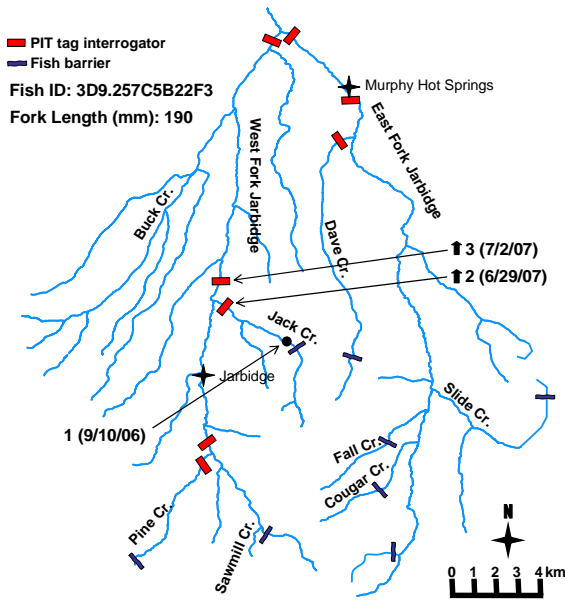 PIT tag interrogator
Fish barrier
Fish ID: 3D9.257C5B22F3
Fork Length (mm): 190
Murphy Hot Springs
East Fork Jarbidge
West Fork Jarbidge
Buck Cr.
Dave Cr.
⬆3 (7/2/07)
⬆2 (6/29/07)
Jack Cr.
Jarbidge
1 (9/10/06)
Slide Cr.
Fall Cr.
Cougar Cr.
Pine Cr.
Sawmill Cr.
N
0 1 2 3 4 km